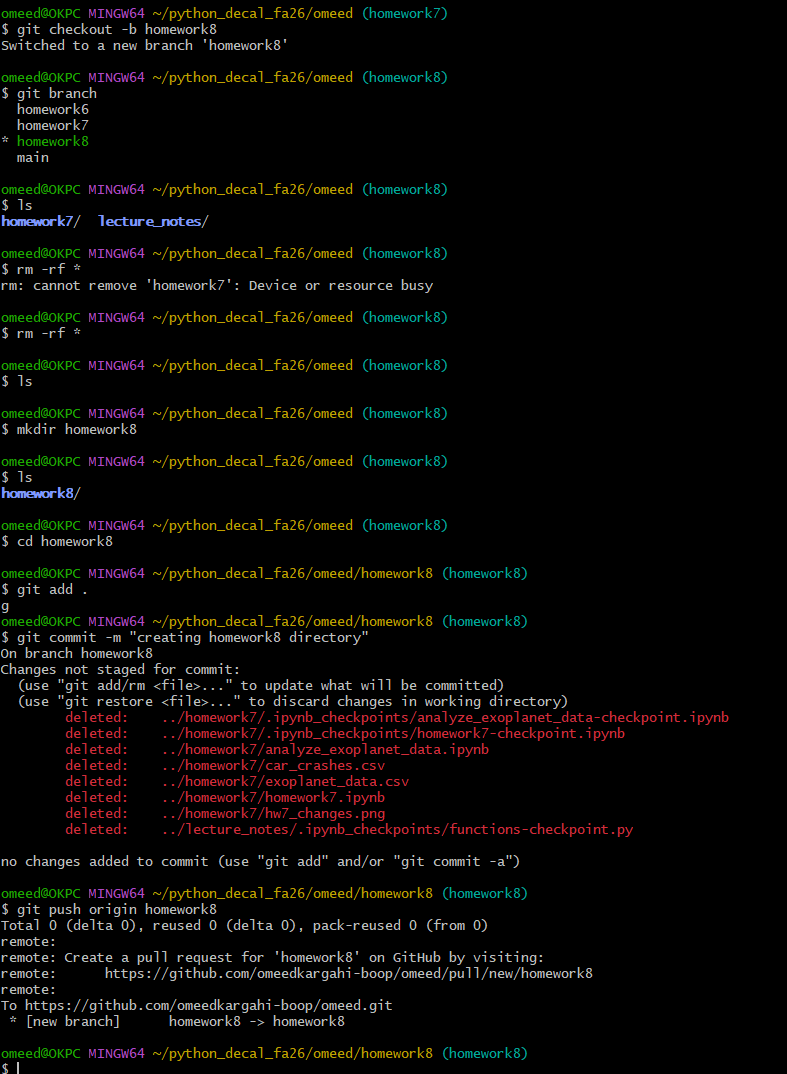 omeed@OKPC MINGW64 ~/python_decal_fa26/omeed (homework7)
$ git checkout -b homework8
Switched to a new branch 'homework8'

omeed@OKPC MINGW64 ~/python_decal_fa26/omeed (homework8)
$ git branch
  homework6
  homework7
* homework8
  main

omeed@OKPC MINGW64 ~/python_decal_fa26/omeed (homework8)
$ ls
homework7/  lecture_notes/

omeed@OKPC MINGW64 ~/python_decal_fa26/omeed (homework8)
$ rm -rf *
rm: cannot remove 'homework7': Device or resource busy

omeed@OKPC MINGW64 ~/python_decal_fa26/omeed (homework8)
$ rm -rf *

omeed@OKPC MINGW64 ~/python_decal_fa26/omeed (homework8)
$ ls

omeed@OKPC MINGW64 ~/python_decal_fa26/omeed (homework8)
$ mkdir homework8

omeed@OKPC MINGW64 ~/python_decal_fa26/omeed (homework8)
$ ls
homework8/

omeed@OKPC MINGW64 ~/python_decal_fa26/omeed (homework8)
$ cd homework8

omeed@OKPC MINGW64 ~/python_decal_fa26/omeed/homework8 (homework8)
$ git add .
g
omeed@OKPC MINGW64 ~/python_decal_fa26/omeed/homework8 (homework8)
$ git commit -m "creating homework8 directory"
On branch homework8
Changes not staged for commit:
  (use "git add/rm <file>..." to update what will be committed)
  (use "git restore <file>..." to discard changes in working directory)
        deleted:    ../homework7/.ipynb_checkpoints/analyze_exoplanet_data-checkpoint.ipynb
        deleted:    ../homework7/.ipynb_checkpoints/homework7-checkpoint.ipynb
        deleted:    ../homework7/analyze_exoplanet_data.ipynb
        deleted:    ../homework7/car_crashes.csv
        deleted:    ../homework7/exoplanet_data.csv
        deleted:    ../homework7/homework7.ipynb
        deleted:    ../homework7/hw7_changes.png
        deleted:    ../lecture_notes/.ipynb_checkpoints/functions-checkpoint.py

no changes added to commit (use "git add" and/or "git commit -a")

omeed@OKPC MINGW64 ~/python_decal_fa26/omeed/homework8 (homework8)
$ git push origin homework8
Total 0 (delta 0), reused 0 (delta 0), pack-reused 0 (from 0)
remote:
remote: Create a pull request for 'homework8' on GitHub by visiting:
remote:      https://github.com/omeedkargahi-boop/omeed/pull/new/homework8
remote:
To https://github.com/omeedkargahi-boop/omeed.git
 * [new branch]      homework8 -> homework8

omeed@OKPC MINGW64 ~/python_decal_fa26/omeed/homework8 (homework8)
$